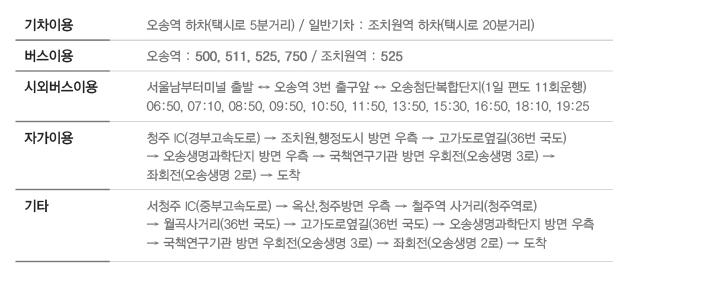 기차이용 오송역 하차(택시로 5분거리) / 일반기차 : 조치원역 하차(택시로 20분거리)
버스이용 오송역 : 500, 511, 525, 750 / 조치원역 : 525
시외버스이용 서울남부터미널 출발 ↔ 오송역 3번 출구앞 ↔ 오송첨단복합단지(1일 편도 11회운행)
06:50, 07:10, 08:50, 09:50, 10:50, 11:50, 13:50, 15:30, 16:50, 18:10, 19:25
자가이용 청주 IC(경부고속도로) → 조치원,행정도시 방면 우측 → 고가도로옆길(36번 국도)
→ 오송생명과학단지 방면 우측 → 국책연구기관 방면 우회전(오송생명 3로) →
좌회전(오송생명 2로) → 도착
기타 서청주 IC(중부고속도로) → 옥산,청주방면 우측 → 철주역 사거리(청주역로)
→ 월곡사거리(36번 국도) → 고가도로옆길(36번 국도) → 오송생명과학단지 방면 우측
→ 국책연구기관 방면 우회전(오송생명 3로) → 좌회전(오송생명 2로) → 도착